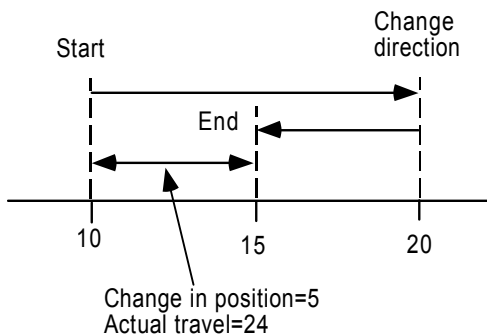 Start
Change
direction
End
10
15
20
Change in position=5
Actual travel=24